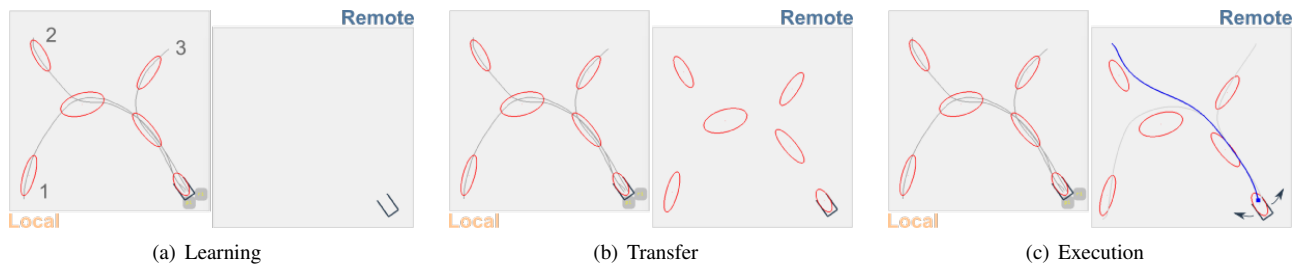 Remote
2
3
1
Local
(a) Learning
Remote
Local
(b) Transfer
Remote
Local
(c) Execution